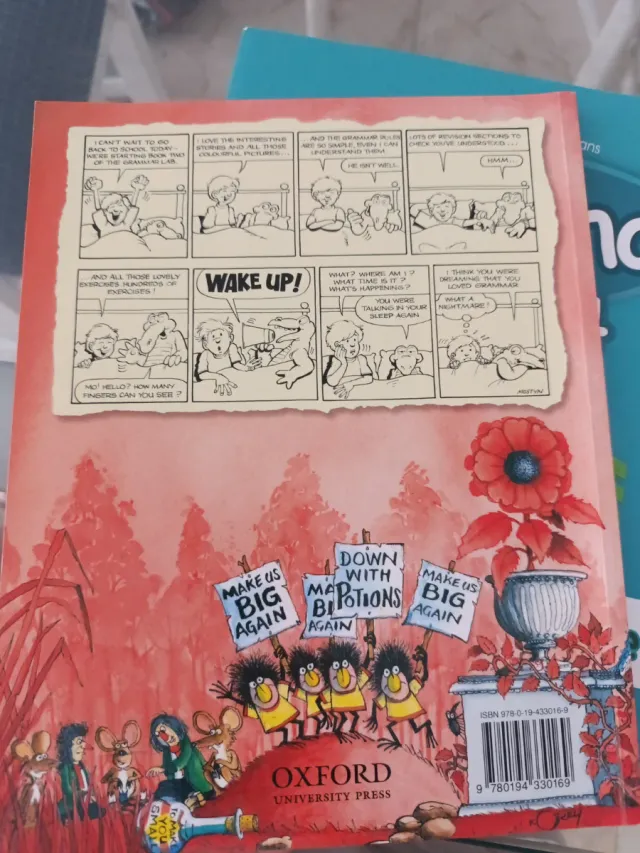 I CAN'T WAIT TO GO
BACK TO SCHOOL TODAY -
WE'RE STARTING BOOK TWO
OF THE GRAMMAR LAB.
I LOVE THE INTERESTING
STORIES AND ALL THOSE
COLOURFUL PICTURES...
AND THE GRAMMAR RULES
ARE SO SIMPLE, EVEN I CAN
UNDERSTAND THEM.
HE ISN'T WELL.
LOTS OF REVISION SECTIONS TO
CHECK YOU'VE UNDERSTOOD...
HMM...
AND ALL THOSE LOVELY
EXERCISES. HUNDREDS OF
EXERCISES!
MO! HELLO? HOW MANY
FINGERS CAN YOU SEE?
WAKE UP!
WHAT? WHERE AM I?
WHAT TIME IS IT?
WHAT'S HAPPENING?
YOU WERE
TALKING IN YOUR
SLEEP AGAIN
I THINK YOU WERE
DREAMING THAT YOU
LOVED GRAMMAR
WHAT A
NIGHTMARE!
MAKE US
BIG
AGAIN
MA
BI
AGAIN
DOWN
WITH
POTIONS
MAKE US
BIG
AGAIN
TO MAKE
YOU
SMA
OXFORD
UNIVERSITY PRESS
ISBN 978-0-19-433016-9
9 780194 330169
ans